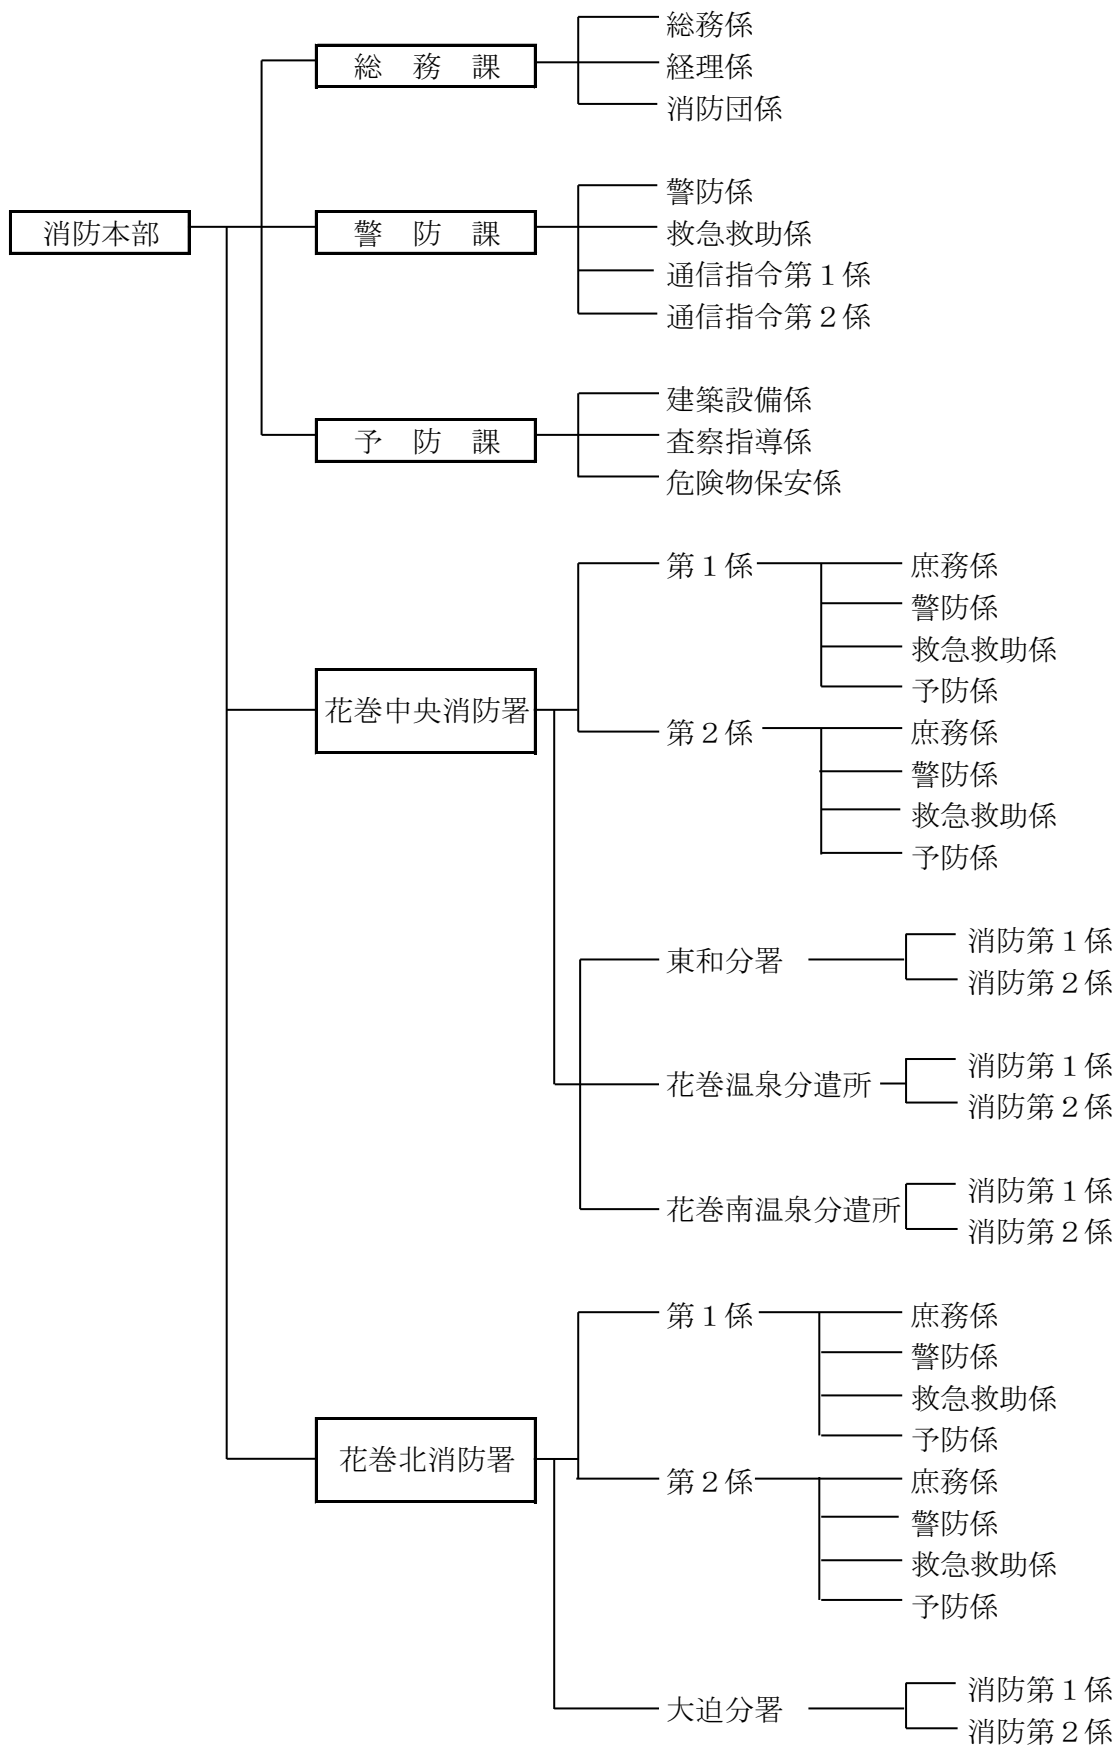 総務係
総　務　課
経理係
消防団係
警防係
消防本部
警　防　課
救急救助係
通信指令第１係
通信指令第２係
建築設備係
予　防　課
査察指導係
危険物保安係
第１係
庶務係
警防係
救急救助係
予防係
花巻中央消防署
第２係
庶務係
警防係
救急救助係
予防係
東和分署
消防第１係
消防第２係
花巻温泉分遣所
消防第１係
消防第２係
花巻南温泉分遣所
消防第１係
消防第２係
第１係
庶務係
警防係
救急救助係
予防係
花巻北消防署
第２係
庶務係
警防係
救急救助係
予防係
大迫分署
消防第１係
消防第２係